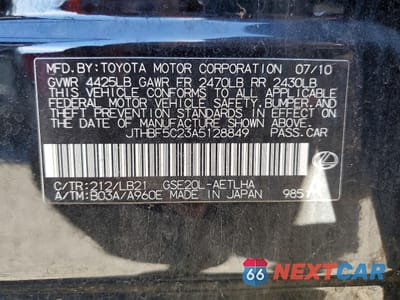 MFD.BY: TOYOTA MOTOR CORPORATION 07/10
GVWR 4425LB GAWR FR 2470LB RR 2430LB
THIS VEHICLE CONFORMS TO ALL APPLICABLE
FEDERAL MOTOR VEHICLE SAFETY, BUMPER, AND
THEFT PREVENTION STANDARDS IN EFFECT ON
THE DATE OF MANUFACTURE SHOWN ABOVE.
JTHBF5C23A5128849 PASS. CAR
C/TR: 212/LB21 GSE20L-AETLHA
A/TM: B03A/A960E MADE IN JAPAN 985
66 NEXTCAR